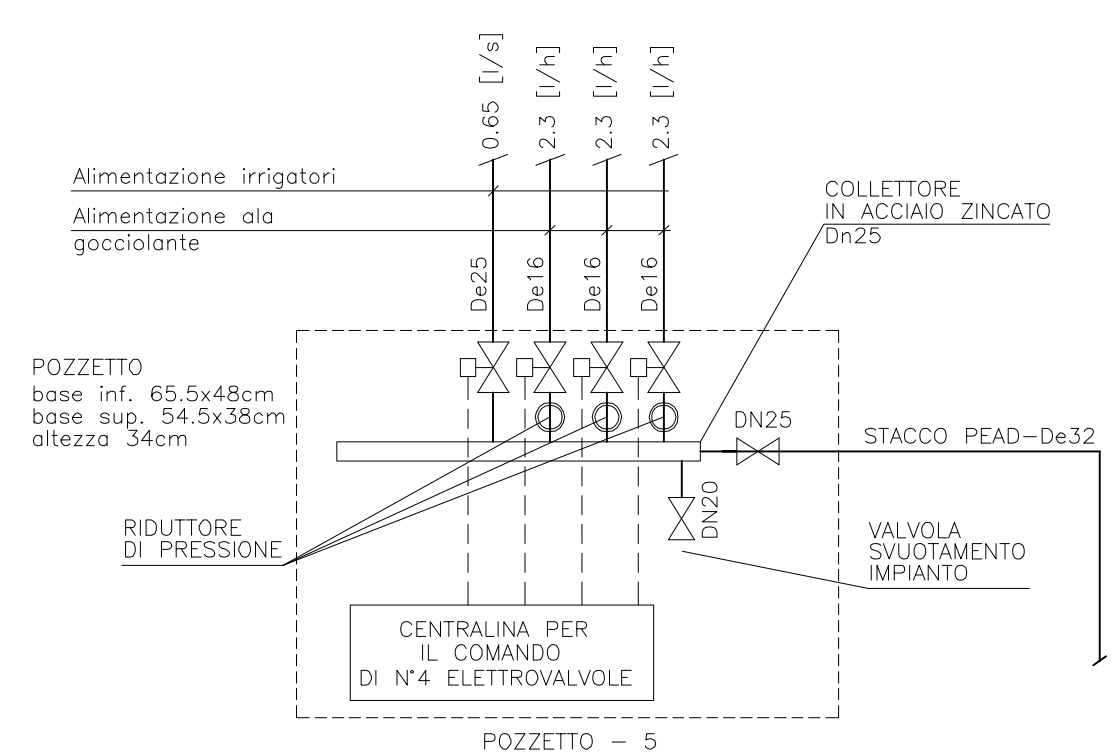 0.65 [l/s]
2.3 [l/h]
2.3 [l/h]
2.3 [l/h]
Alimentazione irrigatori
Alimentazione ala
gocciolante
COLLETTORE
IN ACCIAIO ZINCATO
Dn25
De25
De16
De16
De16
POZZETTO
base inf. 65.5x48cm
base sup. 54.5x38cm
altezza 34cm
DN25
STACCO PEAD-De32
DN20
RIDUTTORE
DI PRESSIONE
VALVOLA
SVUOTAMENTO
IMPIANTO
CENTRALINA PER
IL COMANDO
DI N°4 ELETTROVALVOLE
POZZETTO - 5